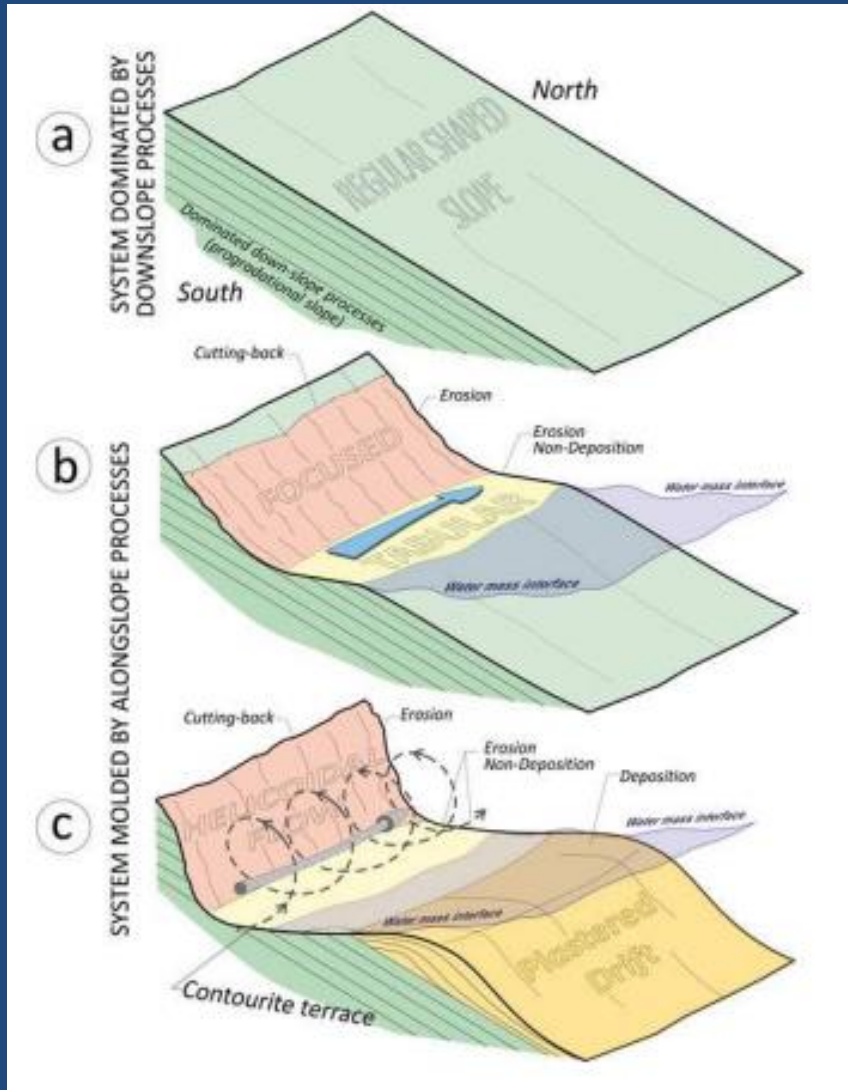 SYSTEM DOMINATED BY
DOWNSLOPE PROCESSES
a
North
REGULAR SHAPED
SLOPE
Dominated down-slope processes
(progrodational slope)
South
SYSTEM MOLDED BY ALONGSLOPE PROCESSES
b
Cutting-back
Erosion
Erosion
Non-Deposition
FOCUSSED
TABULAR
Water mass interface
Water mass interface
c
Cutting-back
Erosion
Erosion
Non-Deposition
Deposition
HELICOIDAL
FLOW
Water mass interface
Water mass interface
Plastered
Drift
Contourite terrace